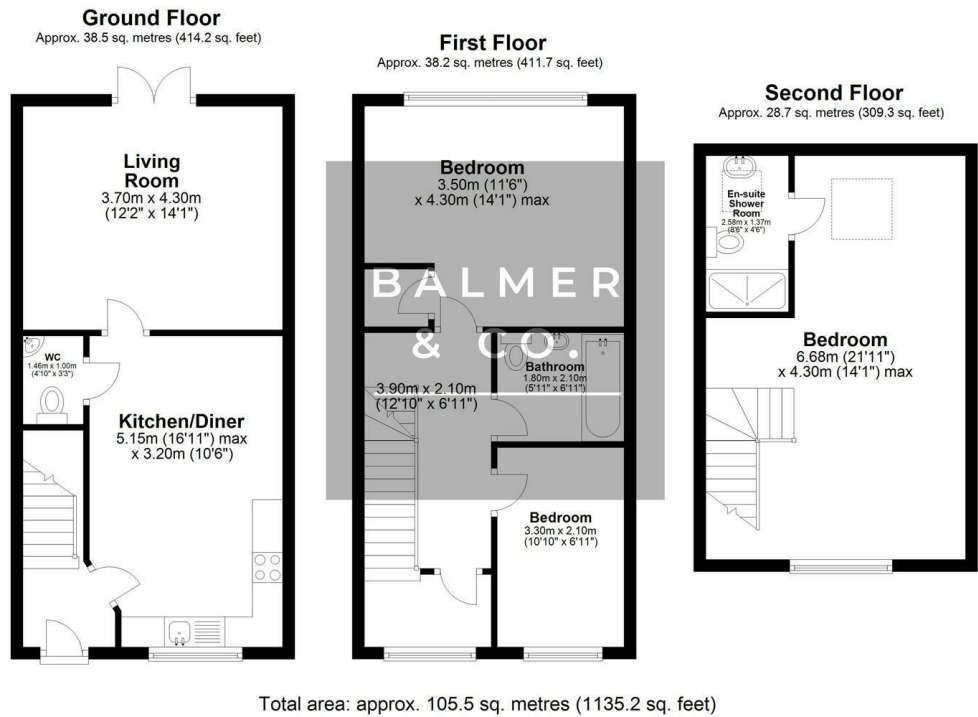 Ground Floor
Approx. 38.5 sq. metres (414.2 sq. feet)
Living
Room
3.70m x 4.30m
(12'2" x 14'1")
WC
1.46m x 1.00m
(4'10" x 3'3")
Kitchen/Diner
5.15m (16'11") max
x 3.20m (10'6")
First Floor
Approx. 38.2 sq. metres (411.7 sq. feet)
Bedroom
3.50m (11'6")
x 4.30m (14'1") max
BALMER
& CO.
3.90m x 2.10m
(12'10" x 6'11")
Bathroom
1.80m x 2.10m
(5'11" x 6'11")
Bedroom
3.30m x 2.10m
(10'10" x 6'11")
Second Floor
Approx. 28.7 sq. metres (309.3 sq. feet)
En-suite
Shower
Room
2.58m x 1.37m
(8'6" x 4'6")
Bedroom
6.68m (21'11")
x 4.30m (14'1") max
Total area: approx. 105.5 sq. metres (1135.2 sq. feet)